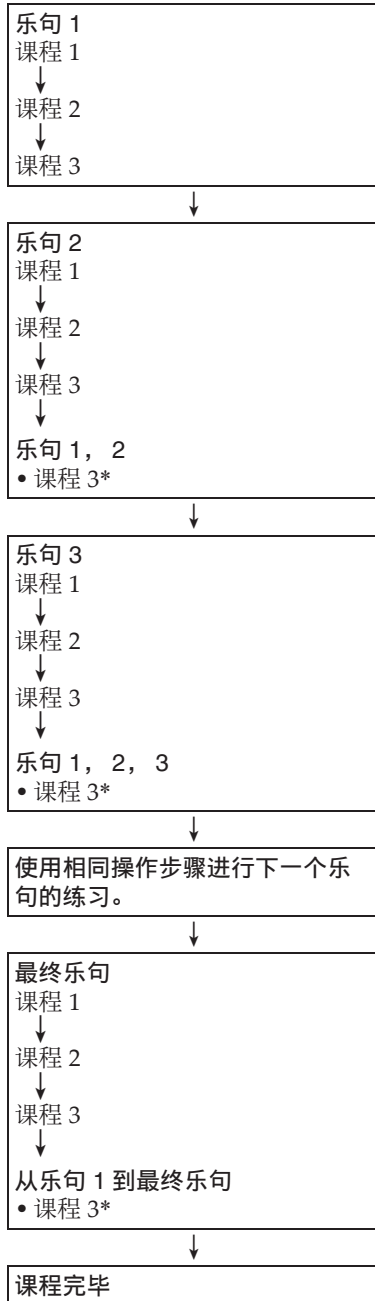 乐句 1
课程 1
↓
课程 2
↓
课程 3
↓
乐句 2
课程 1
↓
课程 2
↓
课程 3
↓
乐句 1， 2
• 课程 3*
↓
乐句 3
课程 1
↓
课程 2
↓
课程 3
↓
乐句 1， 2， 3
• 课程 3*
↓
使用相同操作步骤进行下一个乐
句的练习。
↓
最终乐句
课程 1
↓
课程 2
↓
课程 3
↓
从乐句 1 到最终乐句
• 课程 3*
↓
课程完毕